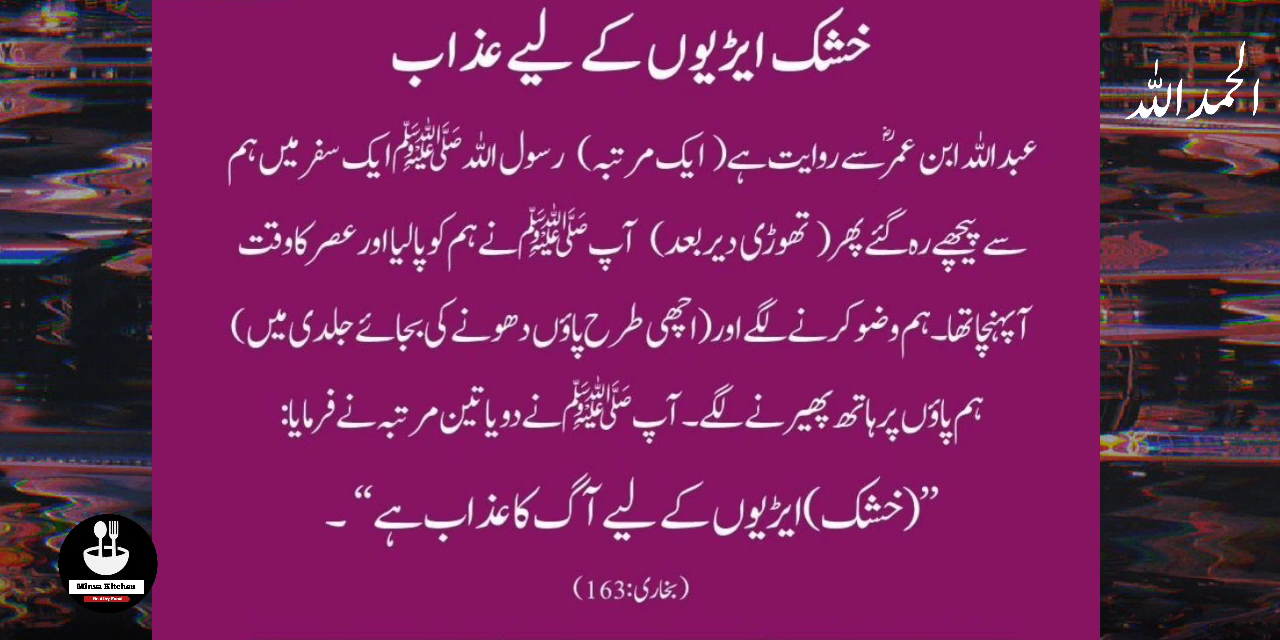 خشک ایڑیوں کے لیے عذاب
الحمد اللہ
عبداللہ ابن عمرؓ سے روایت ہے (ایک مرتبہ) رسول اللہ ﷺ ایک سفر میں ہم
سے پیچھے رہ گئے پھر (تھوڑی دیر بعد) آپ ﷺ نے ہم کو پا لیا اور عصر کا وقت
آپہنچا تھا۔ ہم وضو کرنے لگے اور (اچھی طرح پاؤں دھونے کی بجائے جلدی میں)
ہم پاؤں پر ہاتھ پھیرنے لگے۔ آپ ﷺ نے دو یا تین مرتبہ نے فرمایا:
”(خشک) ایڑیوں کے لیے آگ کا عذاب ہے“۔
(بخاری: 163)
Minsa Kitchen